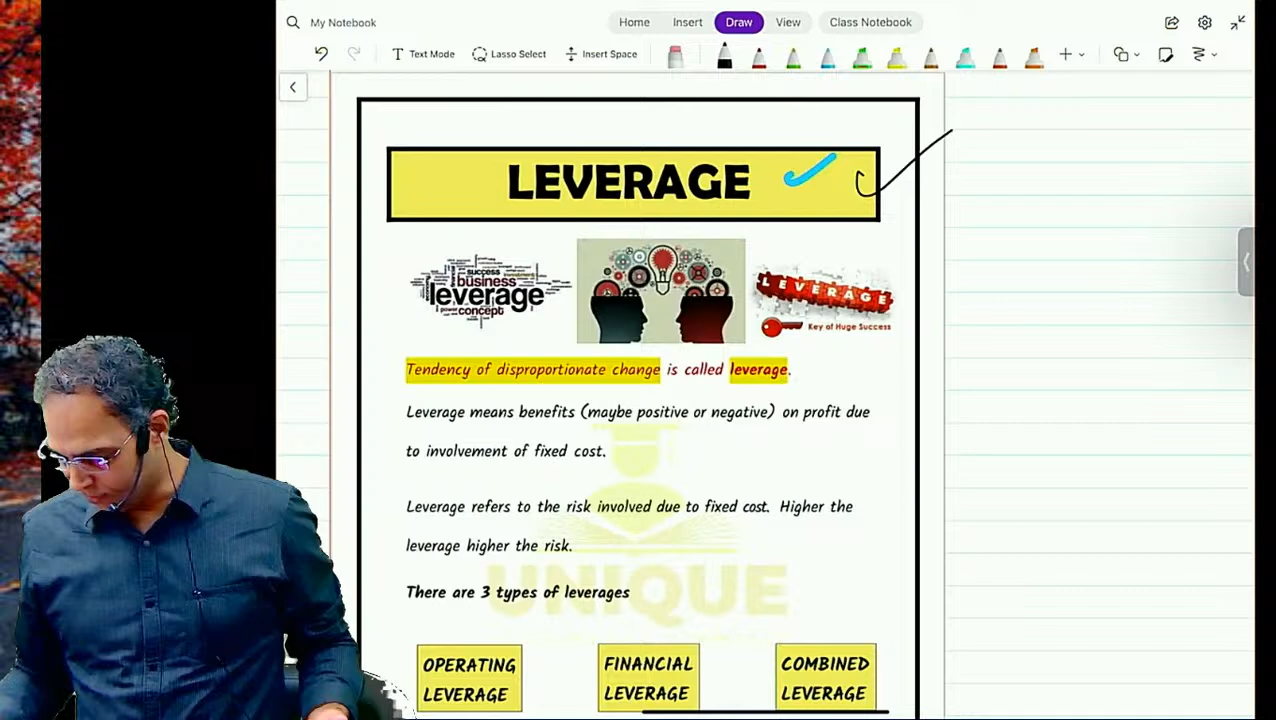 My Notebook
Home Insert Draw View Class Notebook
Text Mode Lasso Select Insert Space
LEVERAGE
success
business
leverage
power
concept
LEVERAGE
Key of Huge Success
Tendency of disproportionate change is called leverage.
Leverage means benefits (maybe positive or negative) on profit due
to involvement of fixed cost.
Leverage refers to the risk involved due to fixed cost. Higher the
leverage higher the risk.
UNIQUE
There are 3 types of leverages
OPERATING
LEVERAGE
FINANCIAL
LEVERAGE
COMBINED
LEVERAGE